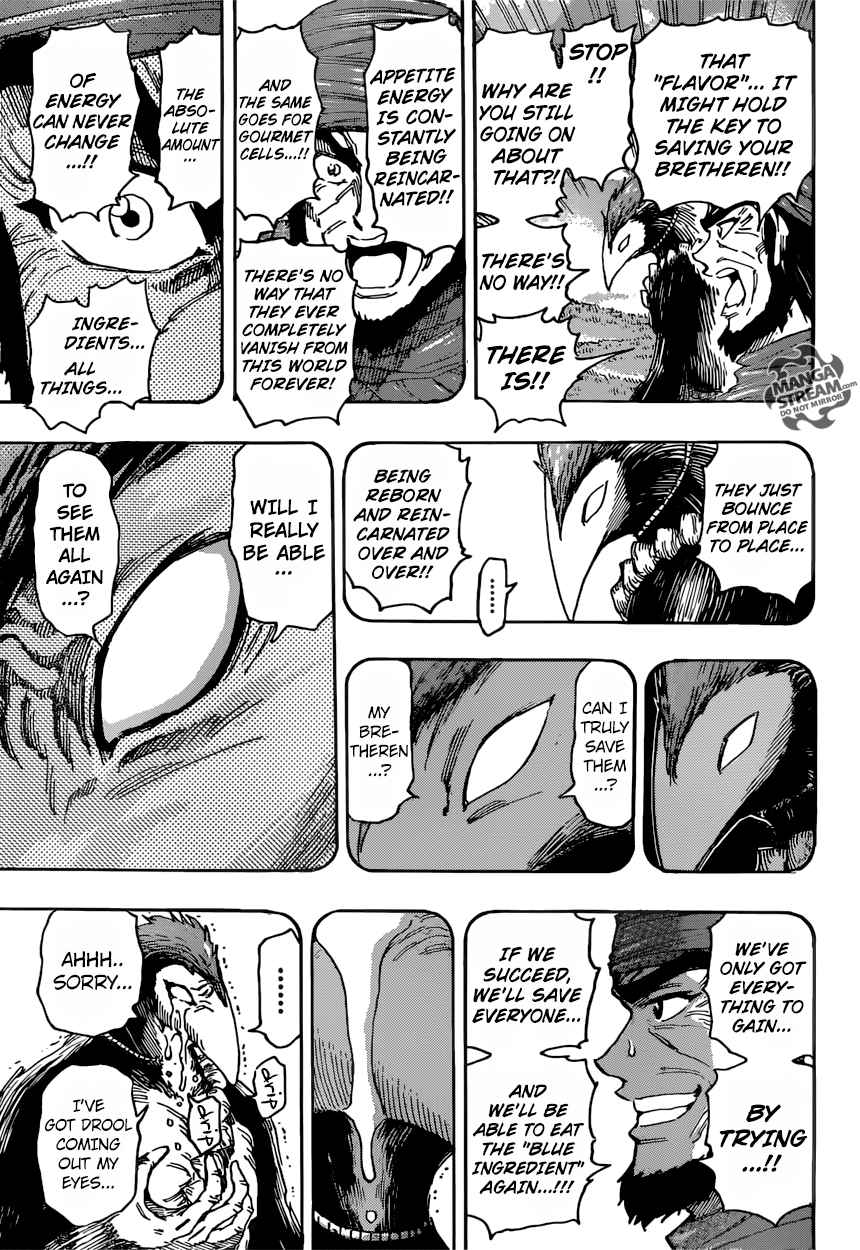 THAT
"FLAVOR"... IT
MIGHT HOLD
THE KEY TO
SAVING YOUR
BRETHEREN!!
STOP
!!
WHY ARE
YOU STILL
GOING ON
ABOUT
THAT?!
THERE'S
NO WAY!!
THERE
IS!!
MANGA
STREAM.com
DO NOT MIRROR
APPETITE
ENERGY
IS CON-
STANTLY
BEING
REINCAR-
NATED!!
AND
THE SAME
GOES FOR
GOURMET
CELLS...!!
THERE'S NO
WAY THAT
THEY EVER
COMPLETELY
VANISH FROM
THIS WORLD
FOREVER!
THE
ABSO-
LUTE
AMOUNT
...
OF
ENERGY
CAN NEVER
CHANGE
...!!
INGRE-
DIENTS...
ALL
THINGS...
THEY JUST
BOUNCE
FROM PLACE
TO PLACE...
BEING
REBORN
AND REIN-
CARNATED
OVER AND
OVER!!
......
WILL I
REALLY
BE ABLE
...
TO
SEE
THEM
ALL
AGAIN
...?
CAN I
TRULY
SAVE
THEM
...?
MY
BRE-
THEREN
...?
WE'VE
ONLY GOT
EVERY-
THING TO
GAIN...
BY
TRYING
...!!
IF WE
SUCCEED,
WE'LL SAVE
EVERYONE...
AND
WE'LL BE
ABLE TO EAT
THE "BLUE
INGREDIENT"
AGAIN...!!!
......
AHHH..
SORRY...
drip
drip
I'VE
GOT DROOL
COMING
OUT MY
EYES...